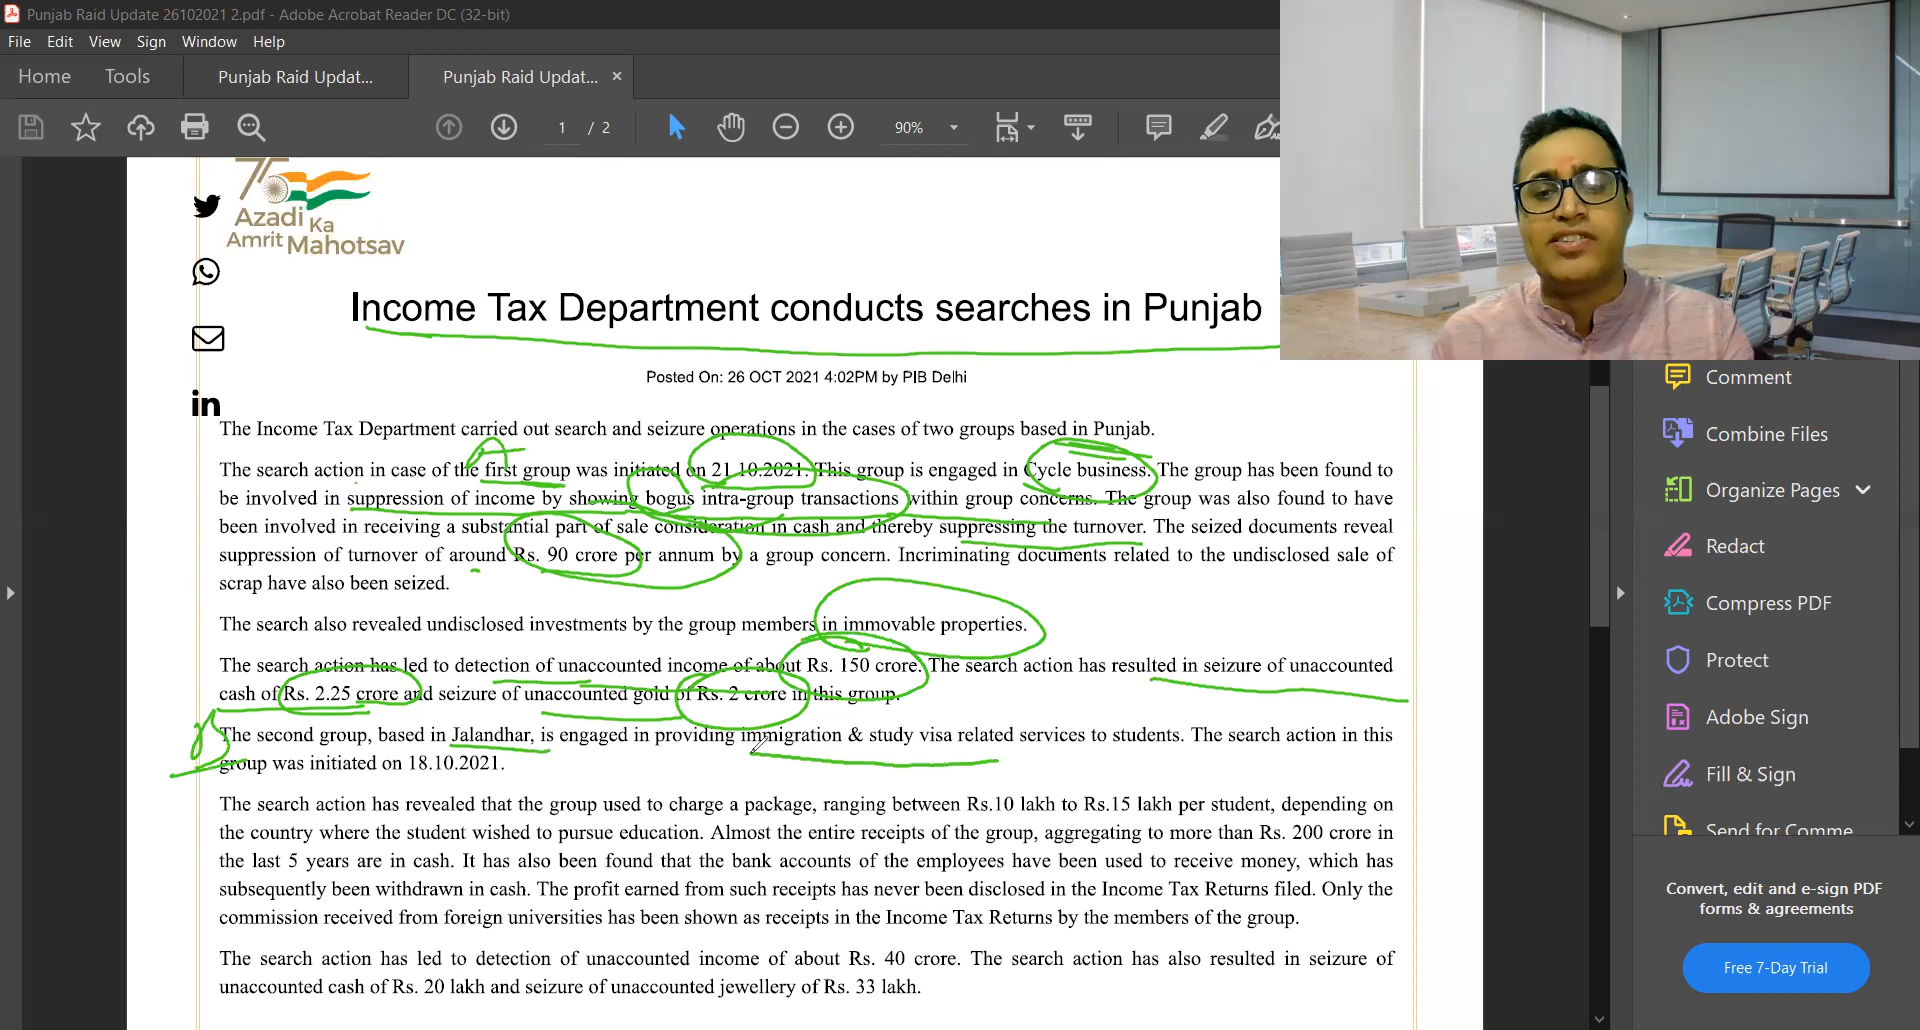 Punjab Raid Update 26102021 2.pdf - Adobe Acrobat Reader DC (32-bit)
File Edit View Sign Window Help
Home Tools Punjab Raid Updat... Punjab Raid Updat... ×
1 / 2 90%
75
Azadi Ka
Amrit Mahotsav
Income Tax Department conducts searches in Punjab
Posted On: 26 OCT 2021 4:02PM by PIB Delhi
in
The Income Tax Department carried out search and seizure operations in the cases of two groups based in Punjab.
The search action in case of the first group was initiated on 21.10.2021. This group is engaged in Cycle business. The group has been found to
be involved in suppression of income by showing bogus intra-group transactions within group concerns. The group was also found to have
been involved in receiving a substantial part of sale consideration in cash and thereby suppressing the turnover. The seized documents reveal
suppression of turnover of around Rs. 90 crore per annum by a group concern. Incriminating documents related to the undisclosed sale of
scrap have also been seized.
The search also revealed undisclosed investments by the group members in immovable properties.
The search action has led to detection of unaccounted income of about Rs. 150 crore. The search action has resulted in seizure of unaccounted
cash of Rs. 2.25 crore and seizure of unaccounted gold of Rs. 2 crore in this group.
The second group, based in Jalandhar, is engaged in providing immigration & study visa related services to students. The search action in this
group was initiated on 18.10.2021.
The search action has revealed that the group used to charge a package, ranging between Rs.10 lakh to Rs.15 lakh per student, depending on
the country where the student wished to pursue education. Almost the entire receipts of the group, aggregating to more than Rs. 200 crore in
the last 5 years are in cash. It has also been found that the bank accounts of the employees have been used to receive money, which has
subsequently been withdrawn in cash. The profit earned from such receipts has never been disclosed in the Income Tax Returns filed. Only the
commission received from foreign universities has been shown as receipts in the Income Tax Returns by the members of the group.
The search action has led to detection of unaccounted income of about Rs. 40 crore. The search action has also resulted in seizure of
unaccounted cash of Rs. 20 lakh and seizure of unaccounted jewellery of Rs. 33 lakh.
Comment
Combine Files
Organize Pages
Redact
Compress PDF
Protect
Adobe Sign
Fill & Sign
Send for Comme
Convert, edit and e-sign PDF
forms & agreements
Free 7-Day Trial